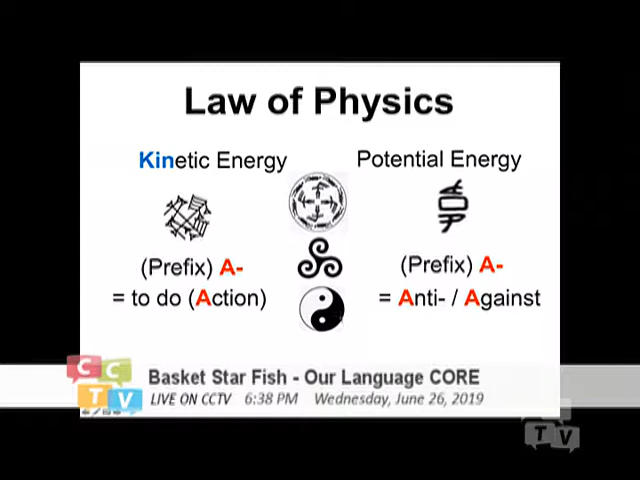 Law of Physics
Kinetic Energy
Potential Energy
(Prefix) A-
= to do (Action)
(Prefix) A-
= Anti- / Against
CCTV
Basket Star Fish - Our Language CORE
LIVE ON CCTV 6:38 PM Wednesday, June 26, 2019
TV